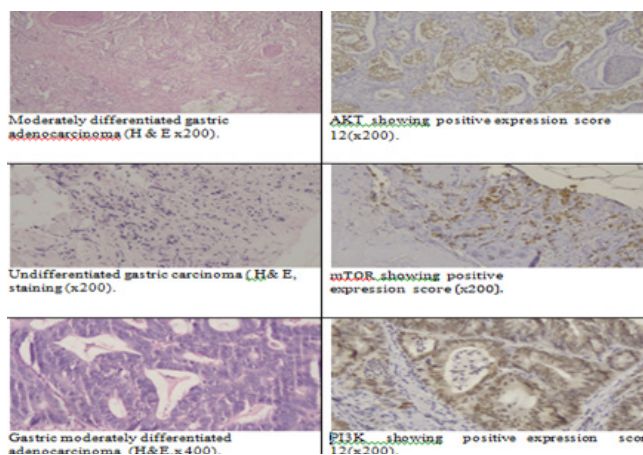 Moderately differentiated gastric
adenocarcinoma (H & E x200).
AKT showing positive expression score
12(x200).
Undifferentiated gastric carcinoma ( H& E,
staining (x200).
mTOR showing positive
expression score (x200).
Gastric moderately differentiated
adenocarcinoma (H&E,x400).
PI3K showing positive expression sco
12(x200).